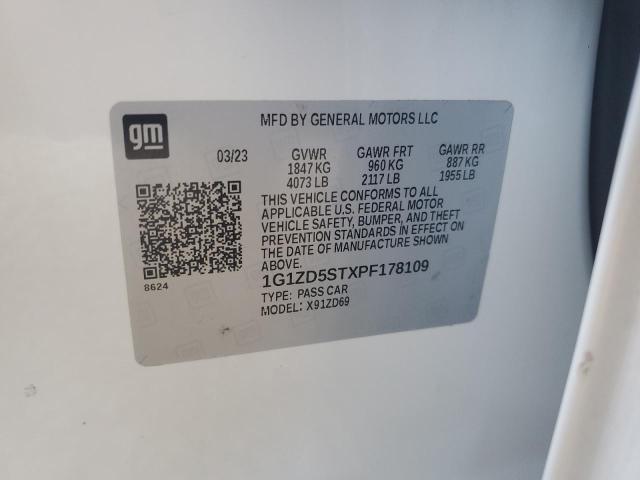 gm
MFD BY GENERAL MOTORS LLC
03/23 GVWR GAWR FRT GAWR RR
1847 KG 960 KG 887 KG
4073 LB 2117 LB 1955 LB
THIS VEHICLE CONFORMS TO ALL
APPLICABLE U.S. FEDERAL MOTOR
VEHICLE SAFETY, BUMPER, AND THEFT
PREVENTION STANDARDS IN EFFECT ON
THE DATE OF MANUFACTURE SHOWN
ABOVE.
8624
1G1ZD5STXPF178109
TYPE: PASS CAR
MODEL: X91ZD69